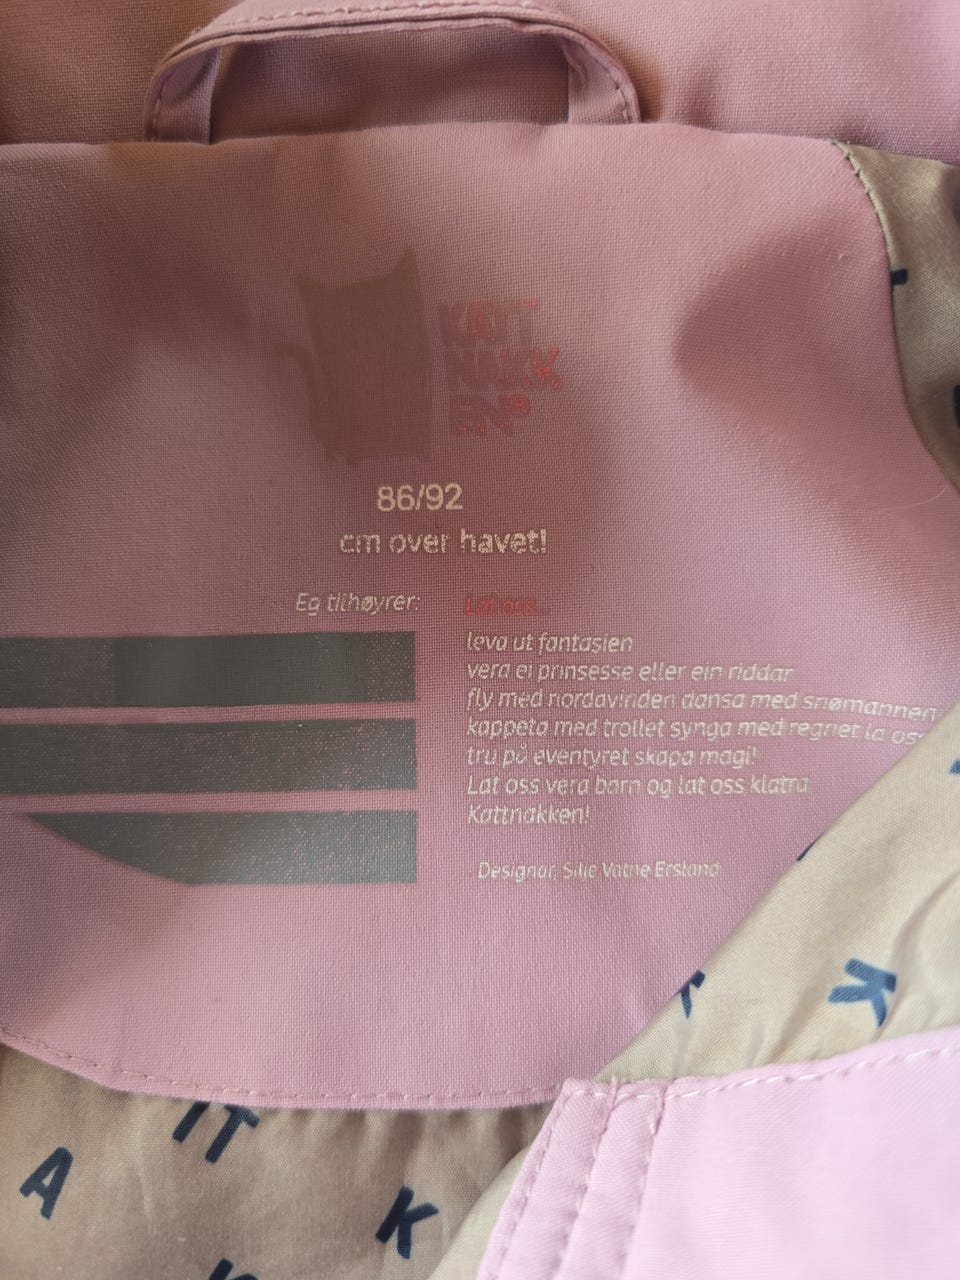 KATT
NAKK
EN®
86/92
cm over havet!
Eg tilhøyrer:
Lat oss...
leva ut fantasien
vera ei prinsesse eller ein riddar
fly med nordavinden dansa med snømannen
kappeta med trollet synga med regnet la oss
tru på eventyret skapa magi!
Lat oss vera barn og lat oss klatra
Kattnakken!
Designar, Silje Vatne Ersland
K
TT
A
K